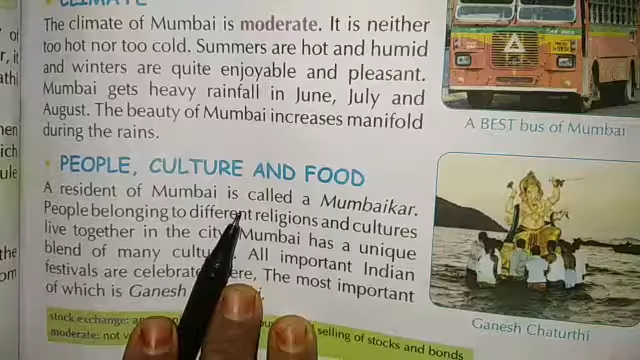 CLIMATE
The climate of Mumbai is moderate. It is neither
too hot nor too cold. Summers are hot and humid
and winters are quite enjoyable and pleasant.
Mumbai gets heavy rainfall in June, July and
August. The beauty of Mumbai increases manifold
during the rains.
A BEST bus of Mumbai
• PEOPLE, CULTURE AND FOOD
A resident of Mumbai is called a Mumbaikar.
People belonging to different religions and cultures
live together in the city. Mumbai has a unique
blend of many cultu
All important Indian
festivals are celebrate ere, The most important
of which is Ganesh
Ganesh Chaturthi
stock exchange: selling of stocks and bonds
moderate: not